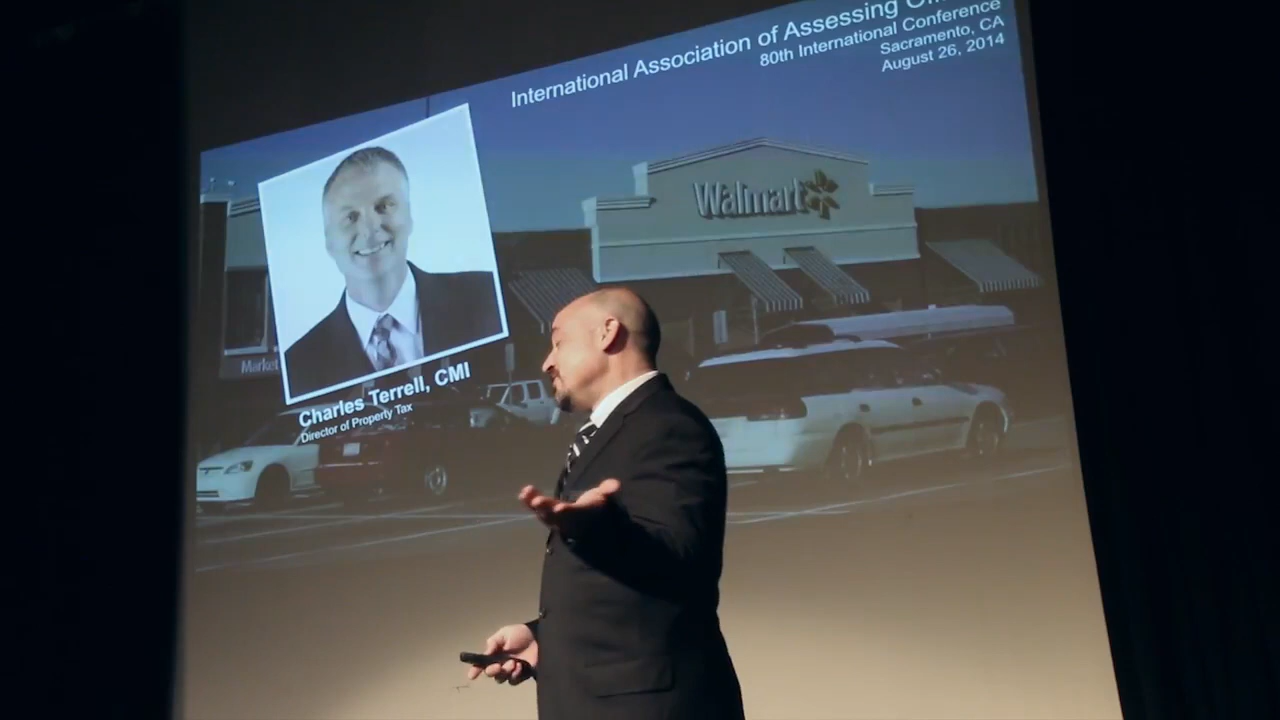 International Association of Assessing
80th International Conference
Sacramento, CA
August 26, 2014
Walmart
Market
Charles Terrell, CMI
Director of Property Tax